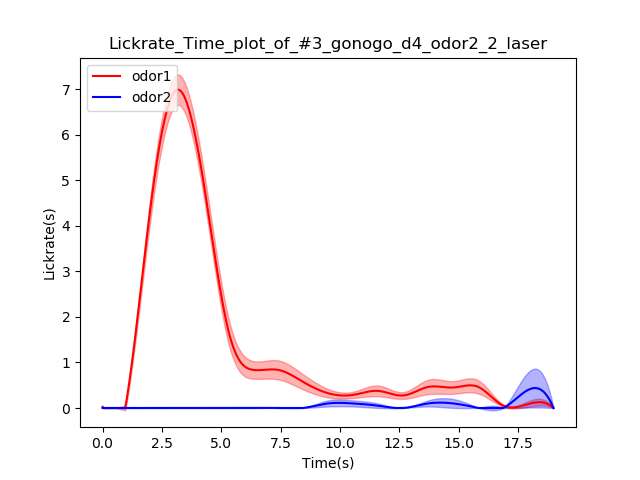 Lickrate_Time_plot_of_#3_gonogo_d4_odor2_2_laser
odor1
odor2
Lickrate(s)
7
6
5
4
3
2
1
0
0.0 2.5 5.0 7.5 10.0 12.5 15.0 17.5
Time(s)